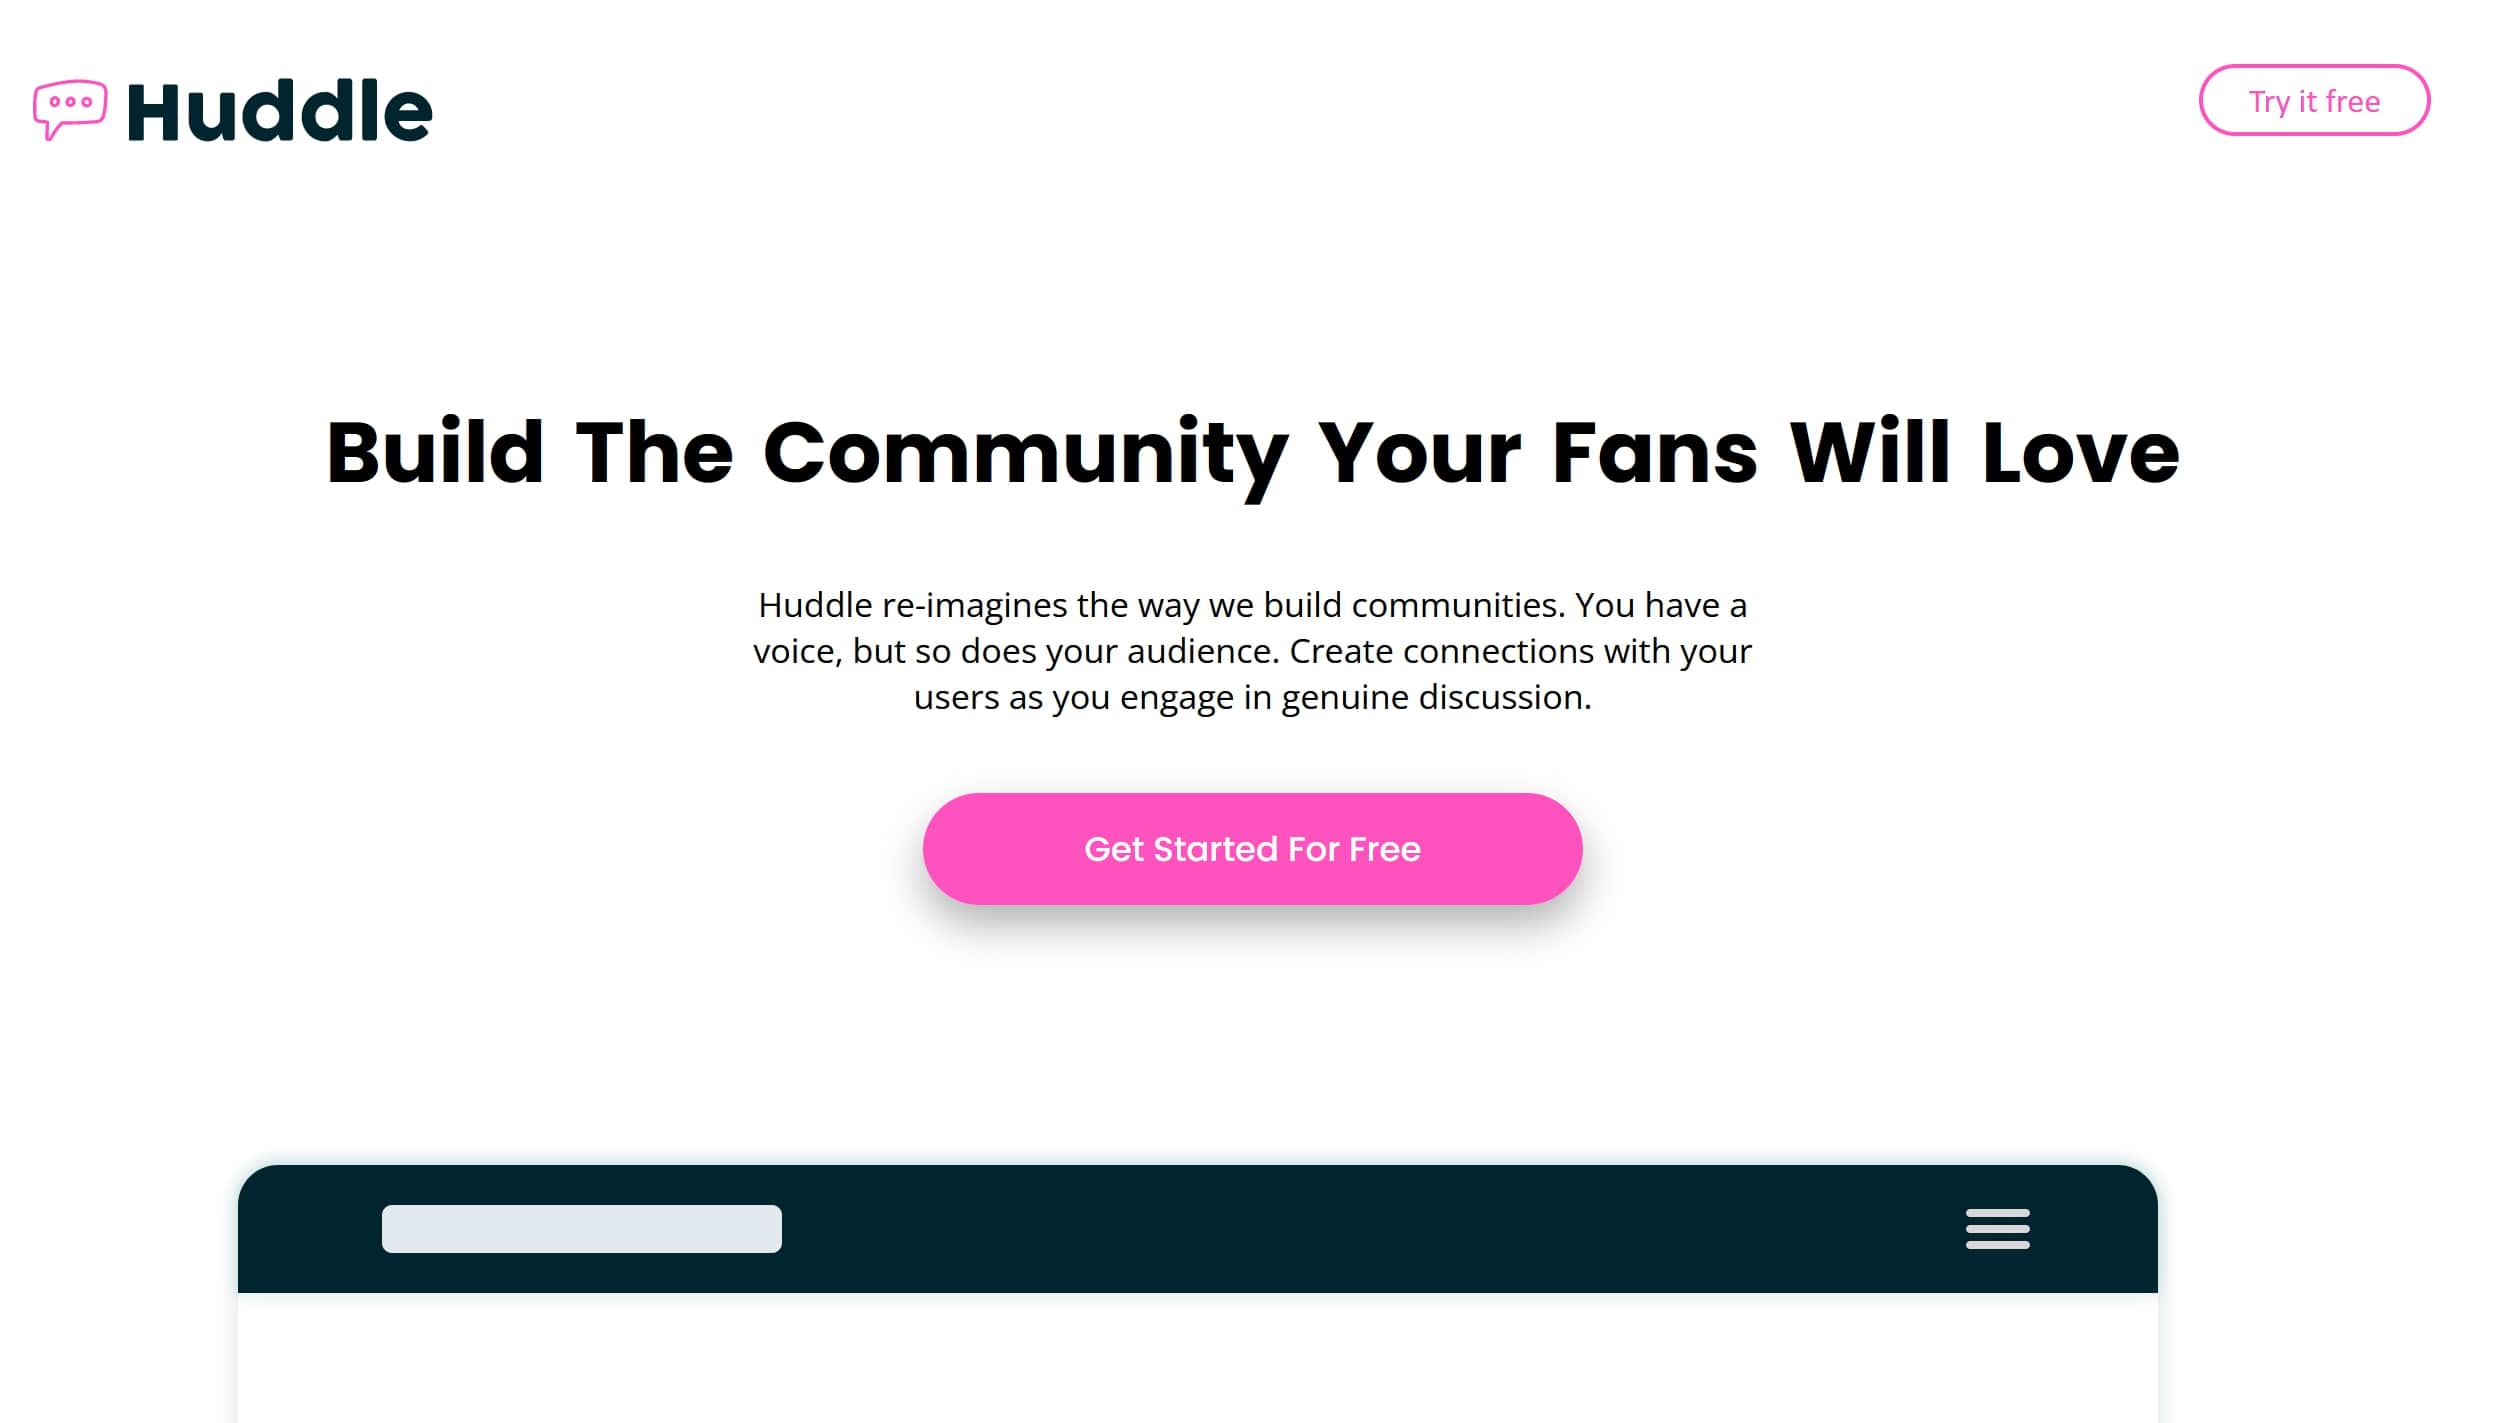 Huddle
Try it free
Build The Community Your Fans Will Love
Huddle re-imagines the way we build communities. You have a
voice, but so does your audience. Create connections with your
users as you engage in genuine discussion.
Get Started For Free